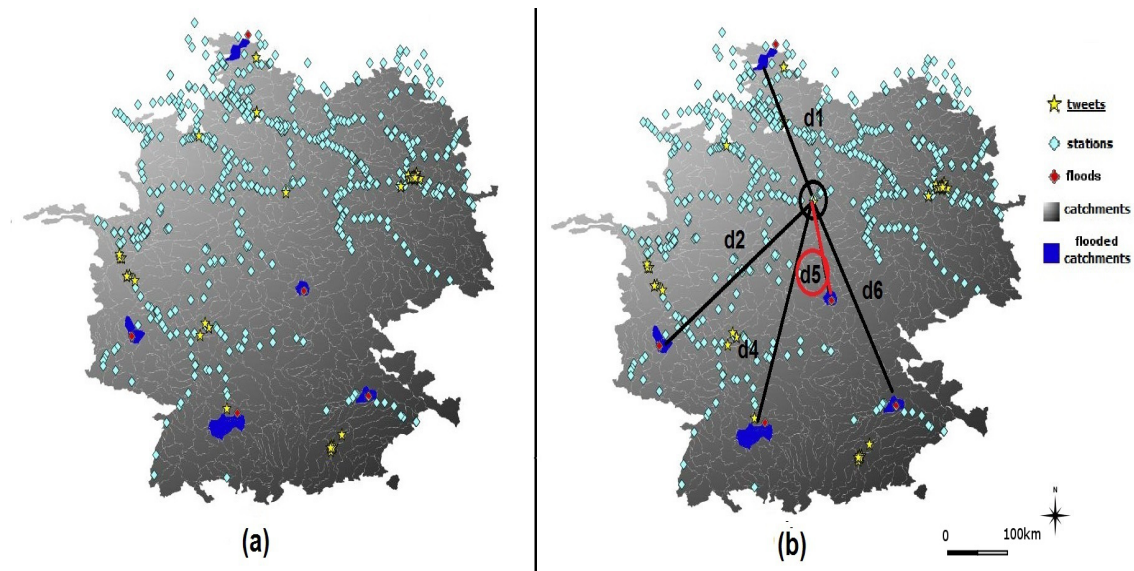 d1
d2
d5
d6
d4
tweets
stations
floods
catchments
flooded
catchments
N
0 100km
(a)
(b)